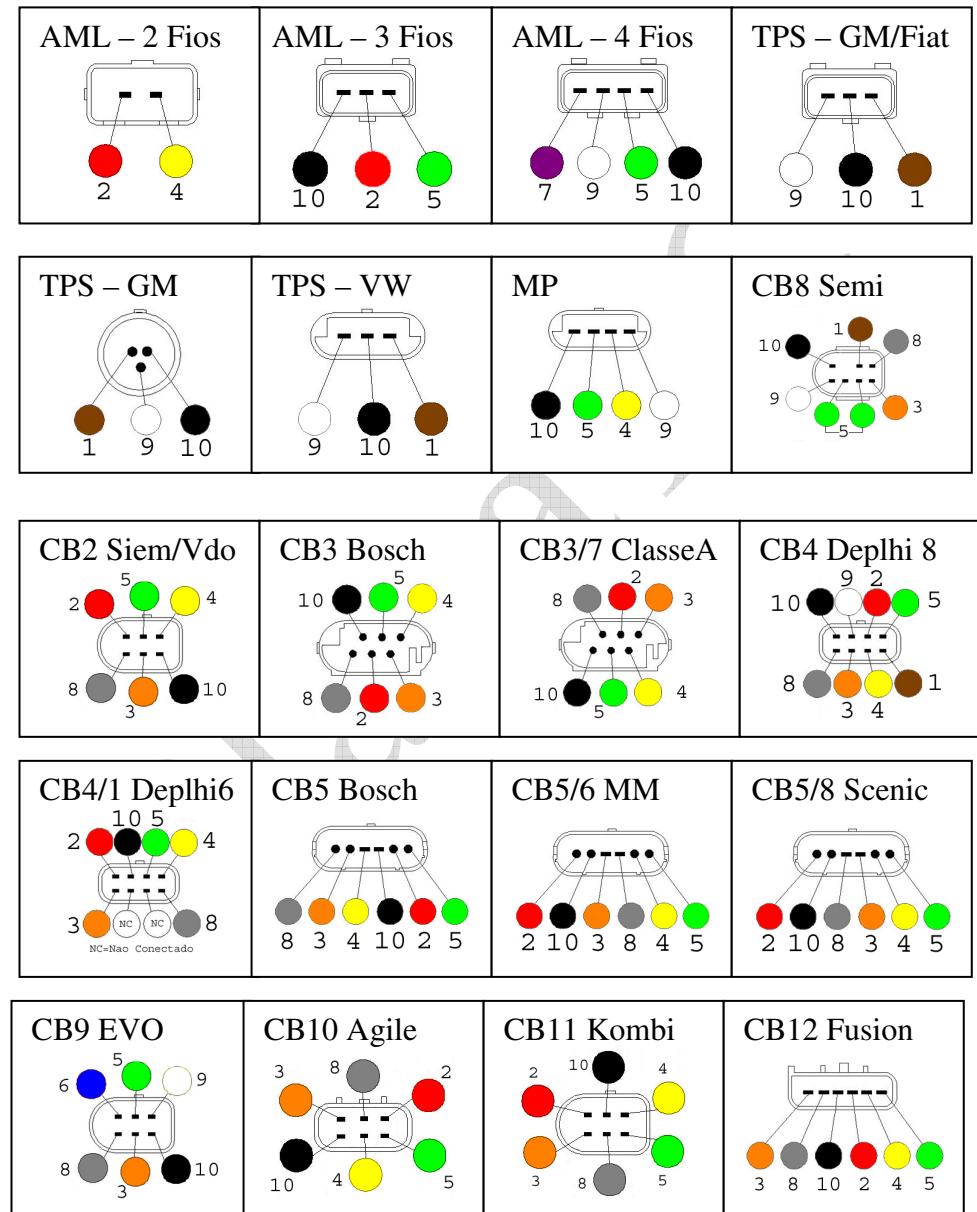 AML – 2 Fios AML – 3 Fios AML – 4 Fios TPS – GM/Fiat
2 4 10 2 5 7 9 5 10 9 10 1
TPS – GM TPS – VW MP CB8 Semi
1 9 10 9 10 1 10 5 4 9
1
8
10
9
3
5
CB2 Siem/Vdo CB3 Bosch CB3/7 ClasseA CB4 Deplhi 8
5
2 4
8 10
3
5
10 4
8 3
2
2
8 3
10 4
5
9 2
10 5
8 1
3 4
CB4/1 Deplhi6 CB5 Bosch CB5/6 MM CB5/8 Scenic
10 5
2 4
3 NC NC 8
NC=Nao Conectado
8 3 4 10 2 5
2 10 3 8 4 5
2 10 8 3 4 5
CB9 EVO CB10 Agile CB11 Kombi CB12 Fusion
5
6 9
8 10
3
8
3 2
10 4 5
10
2 4
3 8 5
3 8 10 2 4 5